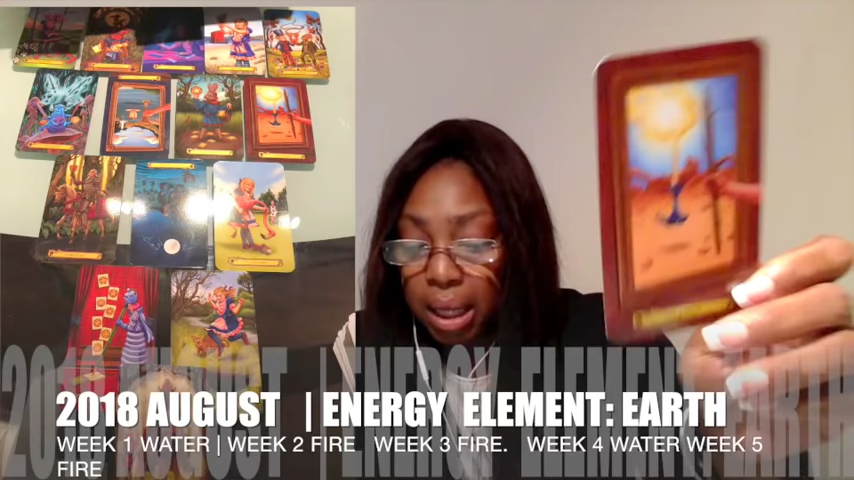 2018 AUGUST | ENERGY ELEMENT: EARTH
WEEK 1 WATER | WEEK 2 FIRE WEEK 3 FIRE. WEEK 4 WATER WEEK 5
FIRE